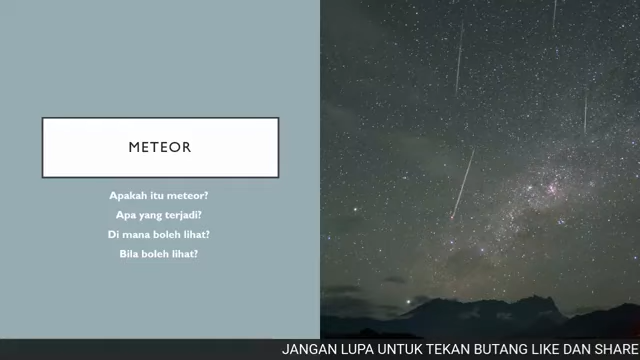 METEOR
Apakah itu meteor?
Apa yang terjadi?
Di mana boleh lihat?
Bila boleh lihat?
JANGAN LUPA UNTUK TEKAN BUTANG LIKE DAN SHARE